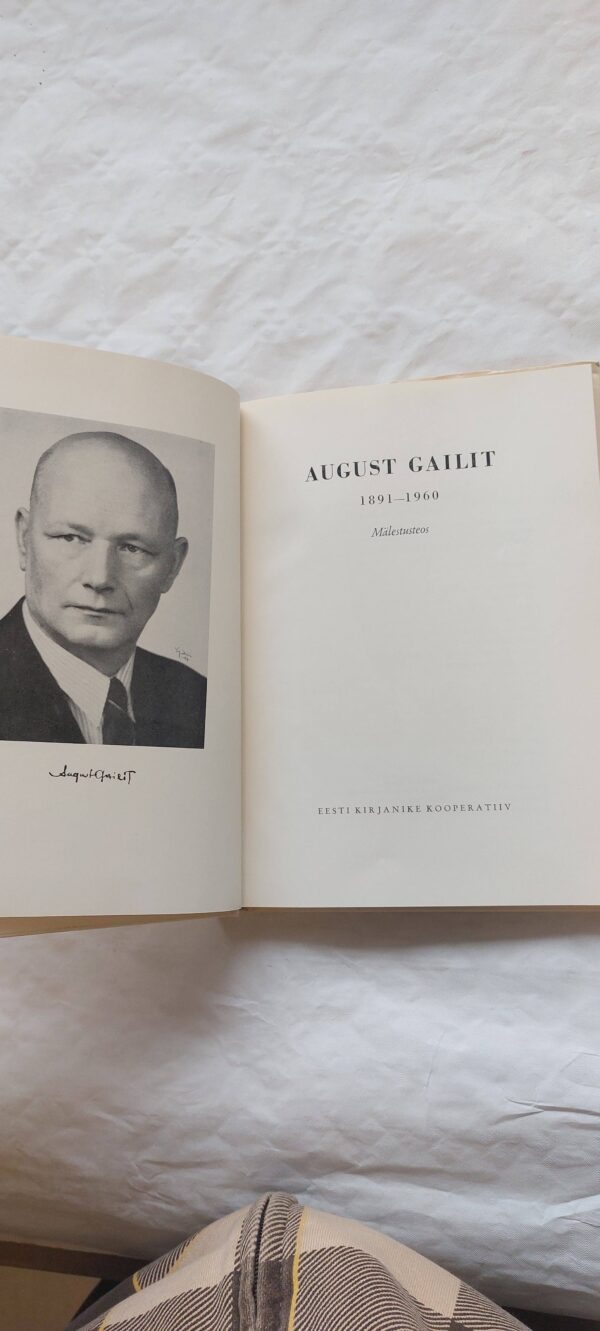 AUGUST GAILIT
1891—1960
Mälestusteos
EESTI KIRJANIKE KOOPERATIIV
August Gailit